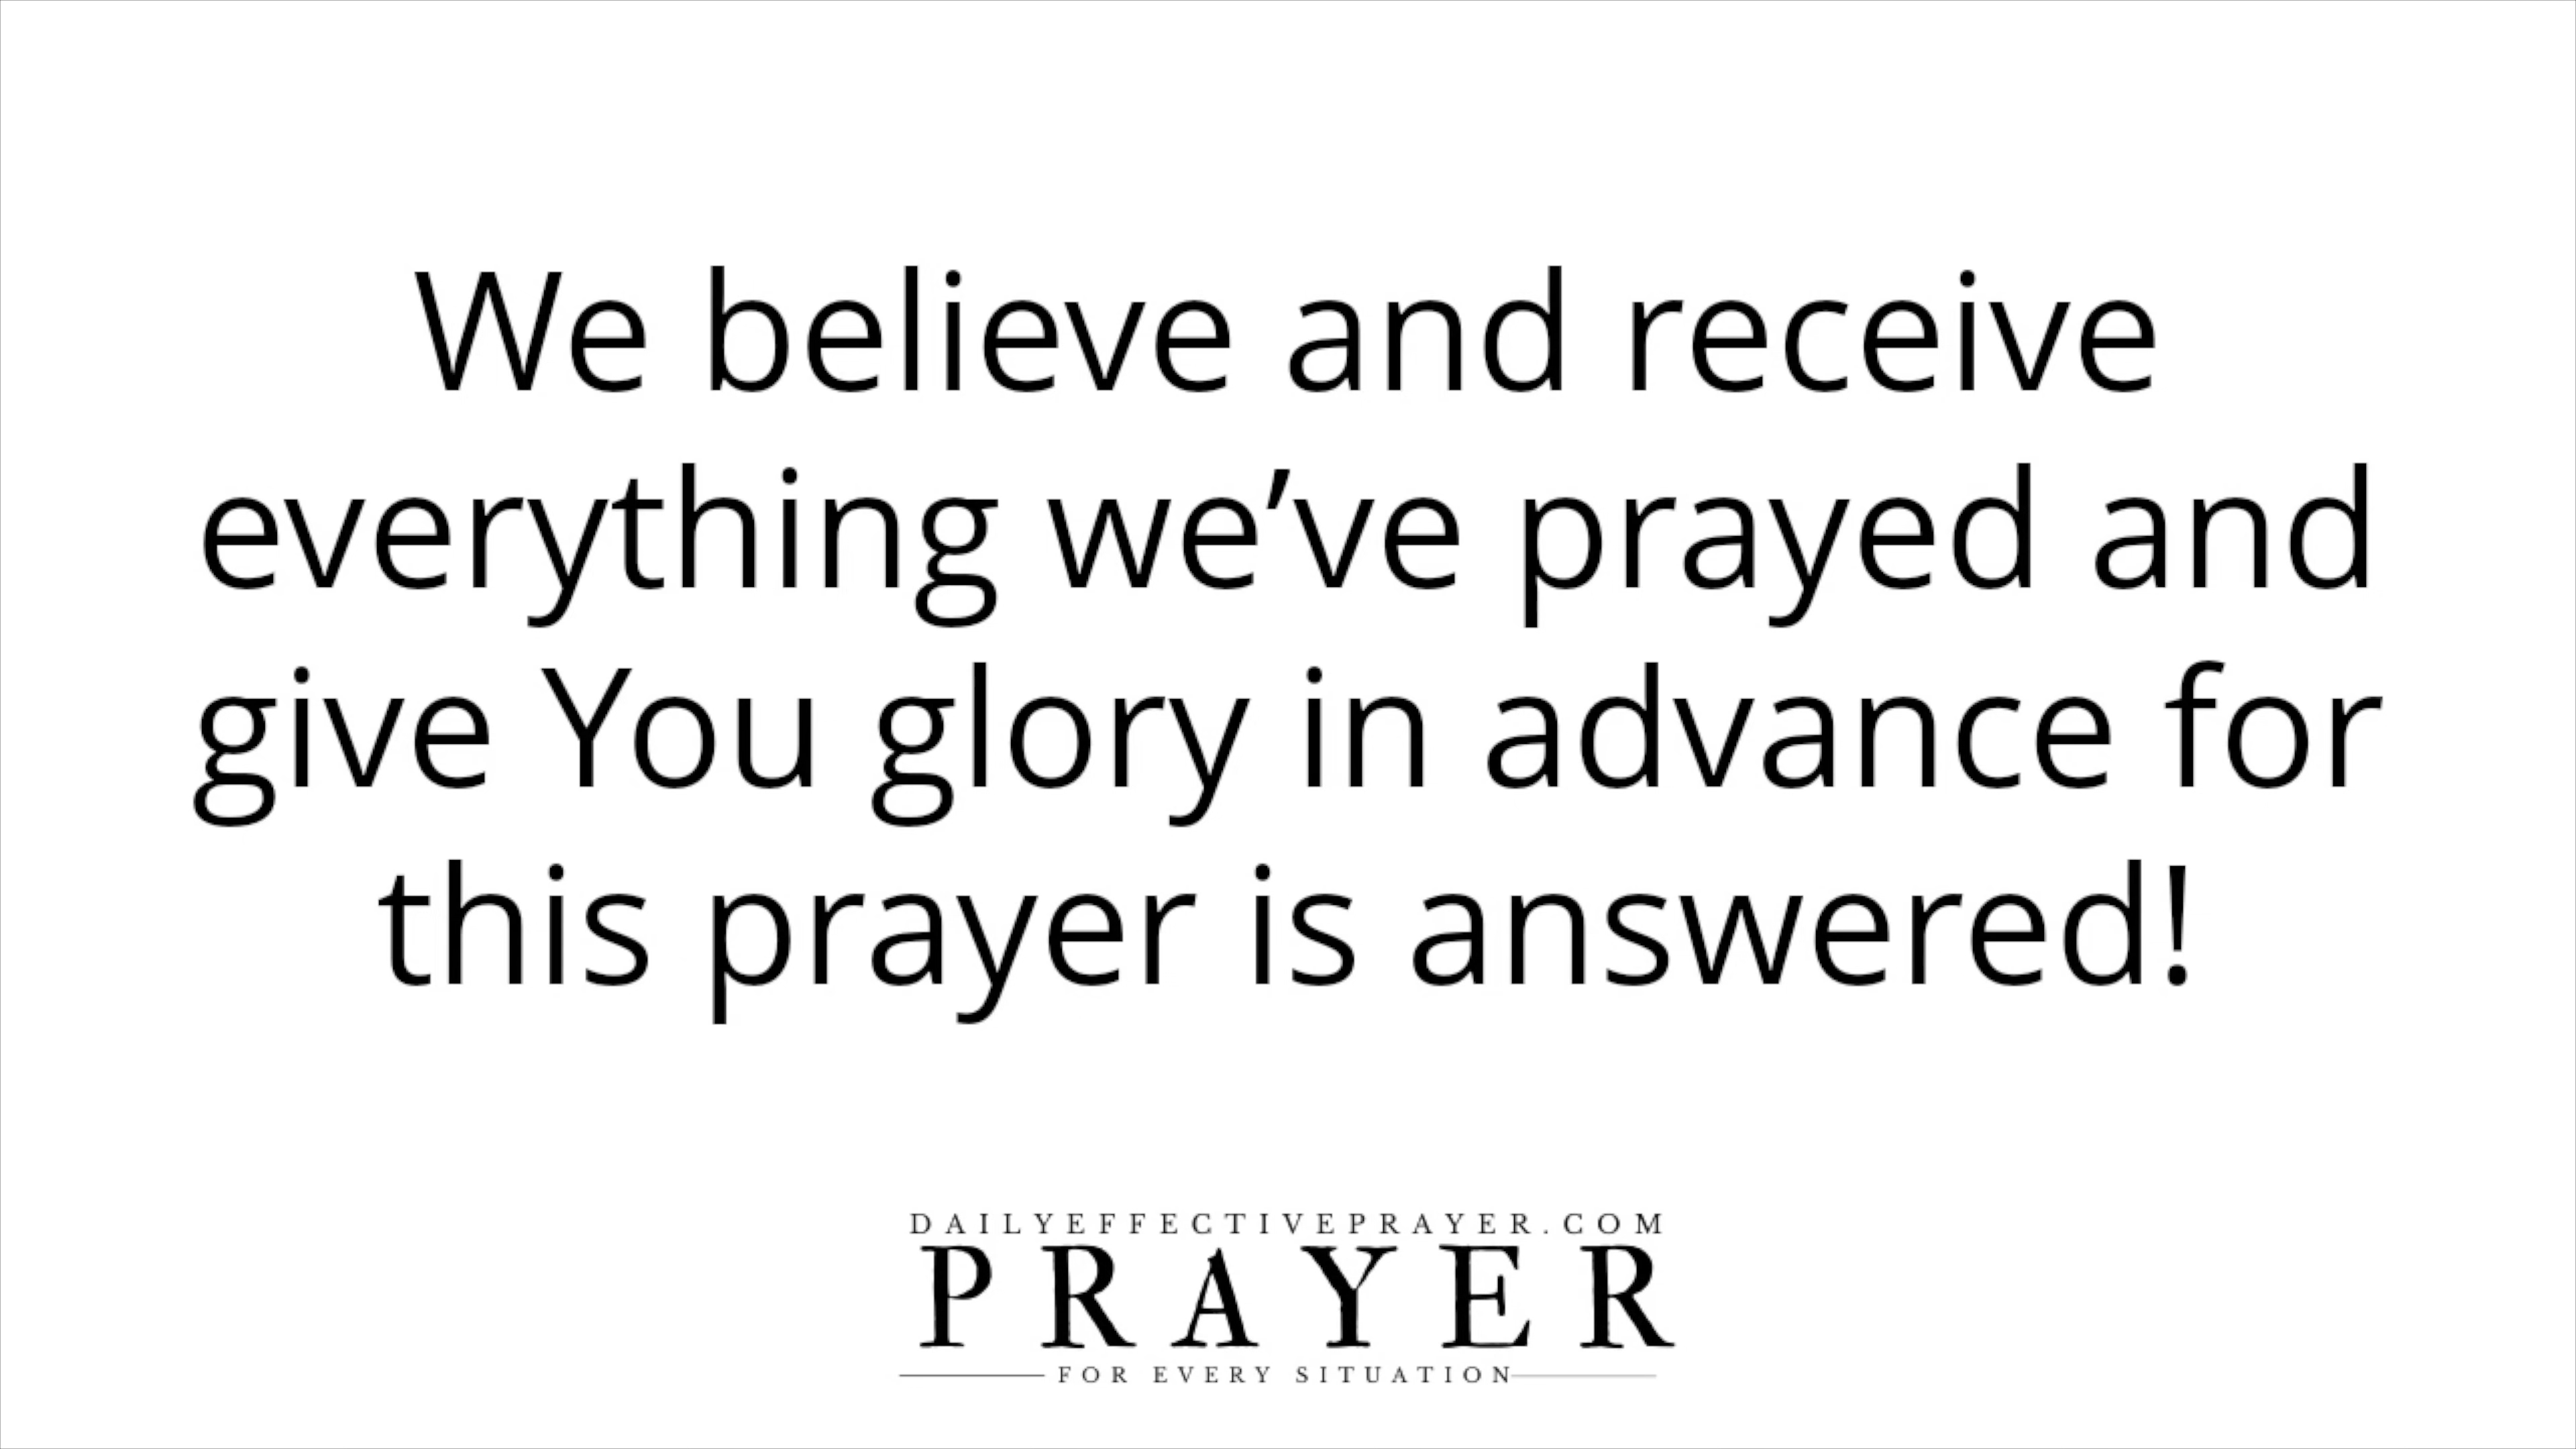 We believe and receive
everything we’ve prayed and
give You glory in advance for
this prayer is answered!
DAILYEFFECTIVEPRAYER.COM
PRAYER
FOR EVERY SITUATION